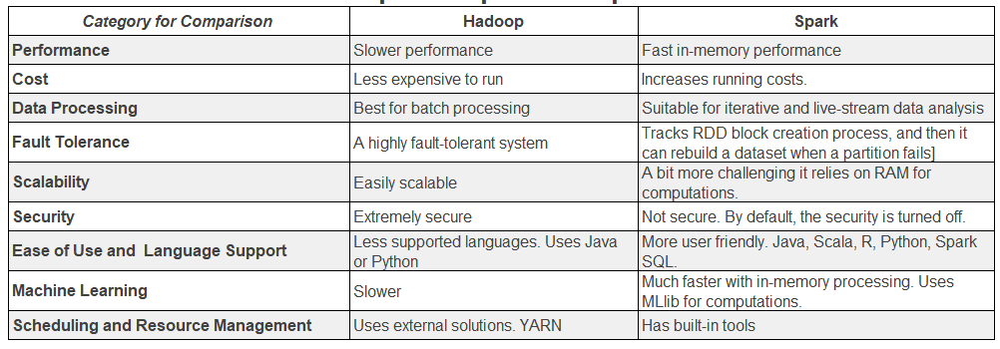 Category for Comparison Hadoop Spark
Performance Slower performance Fast in-memory performance
Cost Less expensive to run Increases running costs.
Data Processing Best for batch processing Suitable for iterative and live-stream data analysis
Fault Tolerance A highly fault-tolerant system Tracks RDD block creation process, and then it
can rebuild a dataset when a partition fails]
Scalability Easily scalable A bit more challenging it relies on RAM for
computations.
Security Extremely secure Not secure. By default, the security is turned off.
Ease of Use and Language Support Less supported languages. Uses Java
or Python
More user friendly. Java, Scala, R, Python, Spark
SQL.
Machine Learning Slower Much faster with in-memory processing. Uses
MLlib for computations.
Scheduling and Resource Management Uses external solutions. YARN Has built-in tools